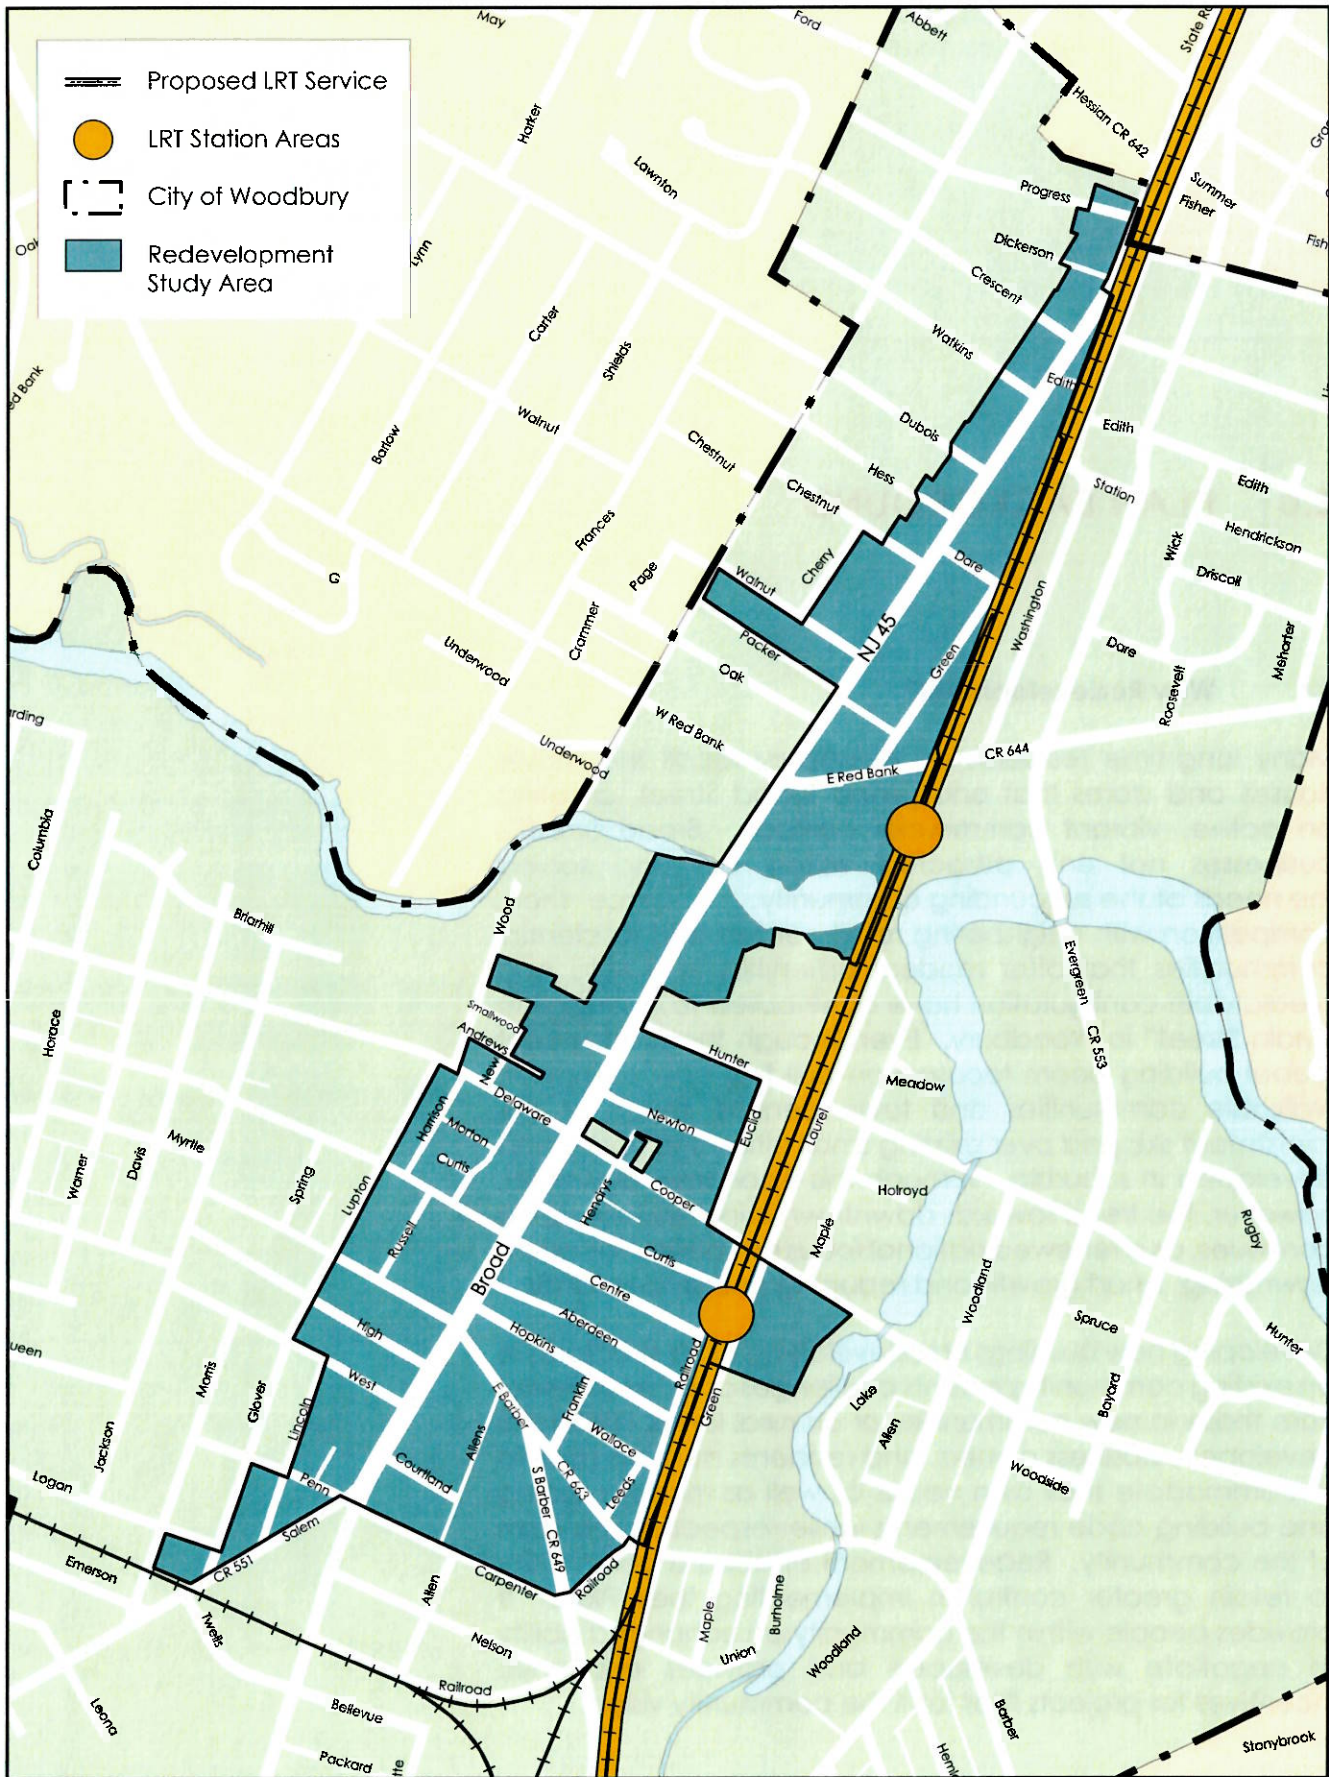 Proposed LRT Service
LRT Station Areas
City of Woodbury
Redevelopment
Study Area
May
Ford
Abbett
Hessian CR 642
Harker
Lawnton
Progress
Summer
Fisher
Dickerson
Lynn
Crescent
Carter
Shields
Watkins
Edith
Edith
Edith
Barlow
Walnut
Dubois
Chestnut
Hess
Chestnut
Station
Hendrickson
Wick
Driscoll
Frances
Page
Cherry
Walnut
Dare
Washington
G
Crammer
Underwood
Packer
NJ 45
Green
Dare
Meharter
Oak
Roosevelt
W Red Bank
Underwood
E Red Bank
CR 644
Columbia
Briarhill
Wood
Evergreen
CR 553
Horace
Smallwood
Andrews
New
Hunter
Meadow
Delaware
Newton
Euclid
Laurel
Harrison
Morton
Curtis
Myrtle
Davis
Warner
Spring
Lupton
Henarys
Cooper
Holroyd
Russell
Curtis
Maple
Rugby
Broad
Centre
Woodland
Aberdeen
Hopkins
High
Spruce
Hunter
Railroad
Morris
Glover
West
Lincoln
E Barber
Franklin
Green
Lake
Allen
Bayard
Jackson
Wallace
Allens
Logan
Penn
Courtland
CR 663
Leeds
Woodside
S Barber
CR 649
Salem
CR 551
Emerson
Carpenter
Railroad
Allen
Twells
Nelson
Maple
Burholme
Union
Woodland
Railroad
Leona
Bellevue
Barber
Packard
Stonybrook